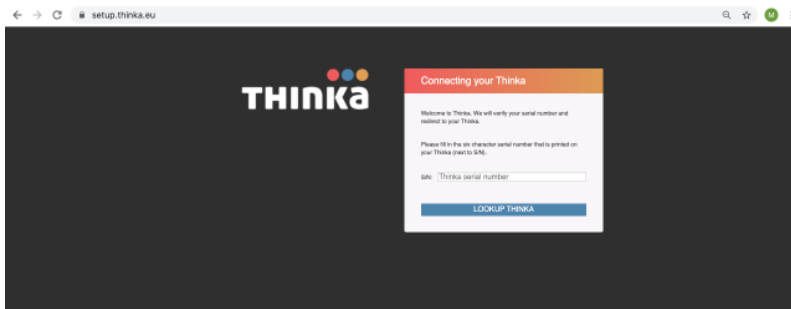 setup.thinka.eu
M
THINKA
Connecting your Thinka
Welcome to Thinka, We will verify your serial number and
redirect to your Thinka.
Please fill in the six character serial number that is printed on
your Thinka (next to S/N).
S/N: Thinka serial number
LOOKUP THINKA